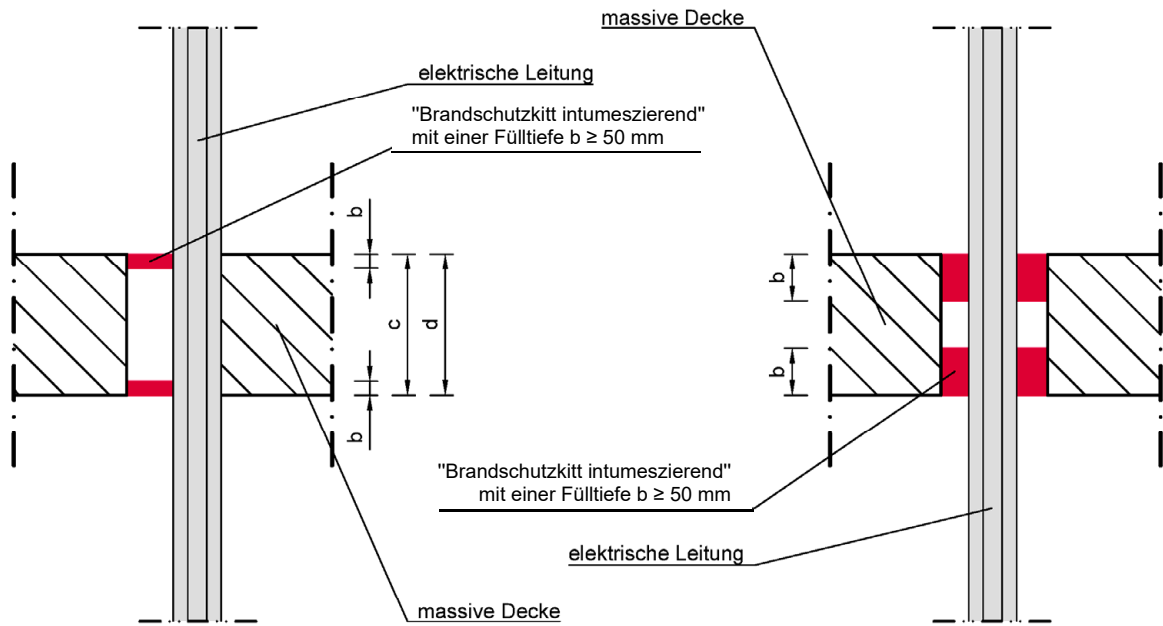 massive Decke
elektrische Leitung
"Brandschutzkitt intumeszierend"
mit einer Fülltiefe b ≥ 50 mm
b
c
d
b
b
b
"Brandschutzkitt intumeszierend"
mit einer Fülltiefe b ≥ 50 mm
elektrische Leitung
massive Decke